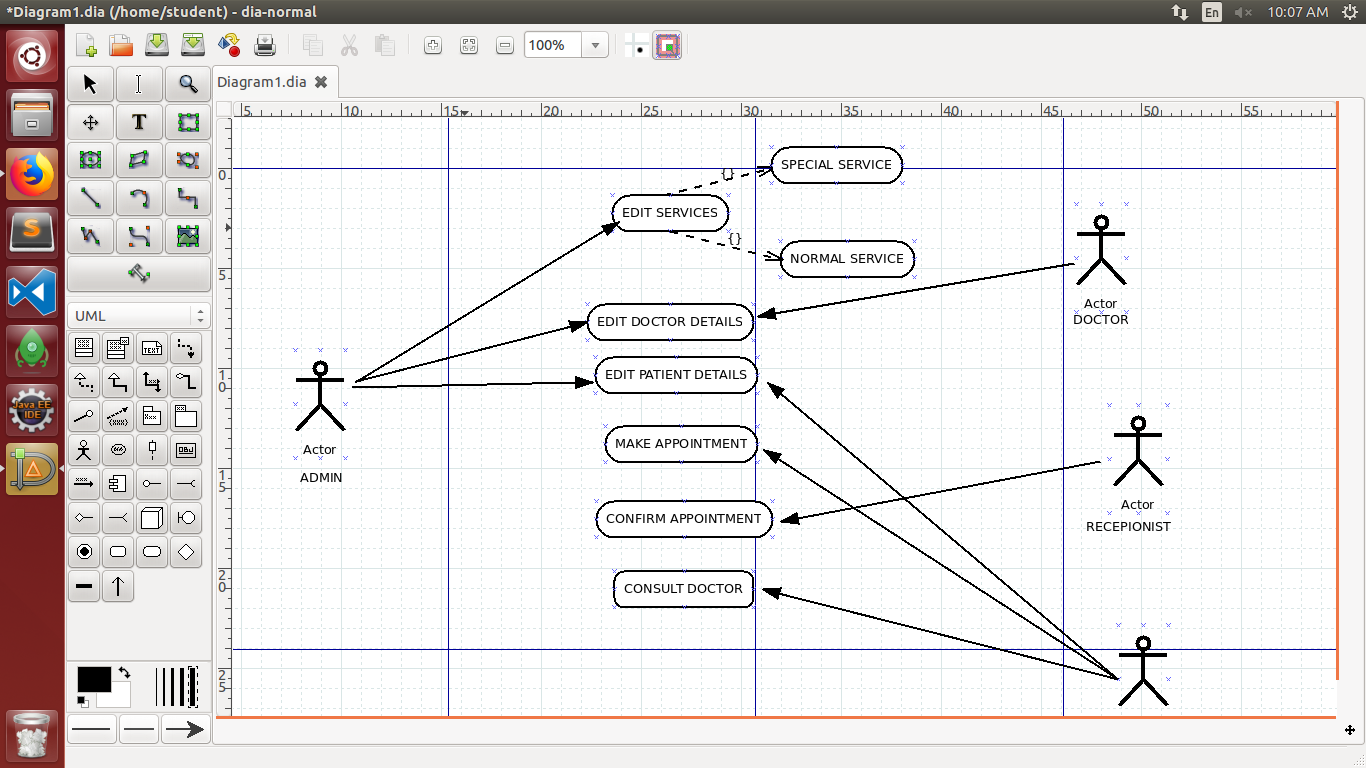 *Diagram1.dia (/home/student) - dia-normal
En
10:07 AM
100%
Diagram1.dia
5 10 15 20 25 30 35 40 45 50 55
0
5
10
15
20
25
T
UML
TEXT
Java EE
IDE
SPECIAL SERVICE
{}
EDIT SERVICES
{}
NORMAL SERVICE
EDIT DOCTOR DETAILS
EDIT PATIENT DETAILS
MAKE APPOINTMENT
CONFIRM APPOINTMENT
CONSULT DOCTOR
Actor
ADMIN
Actor
DOCTOR
Actor
RECEPIONIST